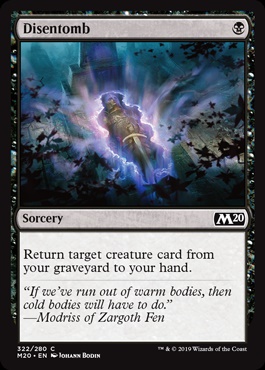 Disentomb
Sorcery
M20
Return target creature card from
your graveyard to your hand.
“If we’ve run out of warm bodies, then
cold bodies will have to do.”
—Modriss of Zargoth Fen
322/280 C
M20 • EN Johann Bodin
™ & © 2019 Wizards of the Coast